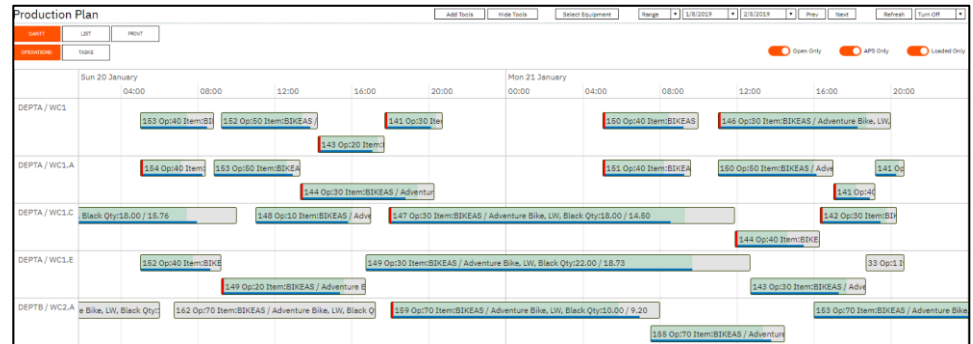 Production Plan
Add Tools Hide Tools Select Equipment Range 1/8/2019 2/8/2019 Prev Next Refresh Turn Off
GANTT LIST PRINT
OPERATIONS TASKS
Open Only APS Only Loaded Only
Sun 20 January Mon 21 January
04:00 08:00 12:00 16:00 20:00 00:00 04:00 08:00 12:00 16:00 20:00
DEPTA / WC1
153 Op:40 Item:BI 152 Op:50 Item:BIKEAS / 141 Op:30 Ite 150 Op:40 Item:BIKEAS 146 Op:30 Item:BIKEAS / Adventure Bike, LW,
143 Op:20 Item:
DEPTA / WC1.A
154 Op:40 Item: 153 Op:50 Item:BIKEA 151 Op:40 Item:BIKEA 150 Op:50 Item:BIKEAS / Adve 141 Op
144 Op:30 Item:BIKEAS / Adventur 141 Op:40
DEPTA / WC1.C
, Black Qty:18.00 / 15.76 148 Op:10 Item:BIKEAS / Adve 147 Op:30 Item:BIKEAS / Adventure Bike, LW, Black Qty:18.00 / 14.50 142 Op:30 Item:BIK
144 Op:40 Item:BIKE
DEPTA / WC1.E
152 Op:40 Item:BIKE 149 Op:30 Item:BIKEAS / Adventure Bike, LW, Black Qty:22.00 / 18.73 33 Op:1 I
149 Op:20 Item:BIKEAS / Adventure B 143 Op:30 Item:BIKEAS / Adve
DEPTB / WC2.A
e Bike, LW, Black Qty: 162 Op:70 Item:BIKEAS / Adventure Bike, LW, Black Q 159 Op:70 Item:BIKEAS / Adventure Bike, LW, Black Qty:10.00 / 9.20 153 Op:70 Item:BIKEAS / Adventure Bike,
155 Op:70 Item:BIKEAS / Adventure